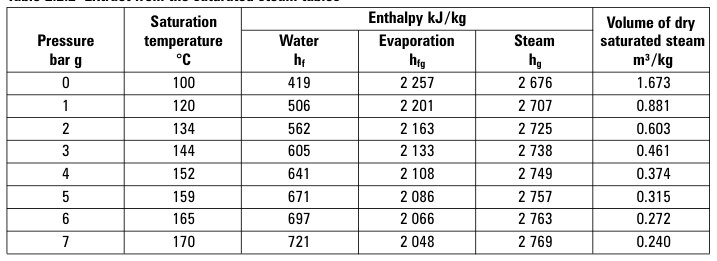 Table 2.2.2 Extract from the saturated steam tables
Pressure bar g | Saturation temperature °C | Enthalpy kJ/kg | Volume of dry saturated steam m³/kg
Water hf | Evaporation hfg | Steam hg
0 100 419 2 257 2 676 1.673
1 120 506 2 201 2 707 0.881
2 134 562 2 163 2 725 0.603
3 144 605 2 133 2 738 0.461
4 152 641 2 108 2 749 0.374
5 159 671 2 086 2 757 0.315
6 165 697 2 066 2 763 0.272
7 170 721 2 048 2 769 0.240